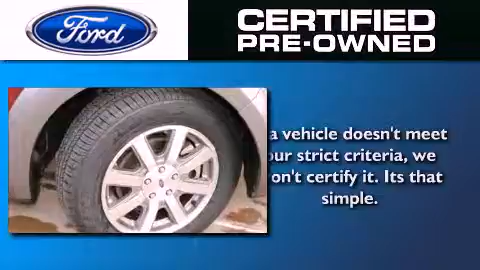 Ford
CERTIFIED
PRE-OWNED
a vehicle doesn't meet
our strict criteria, we
on't certify it. Its that
simple.